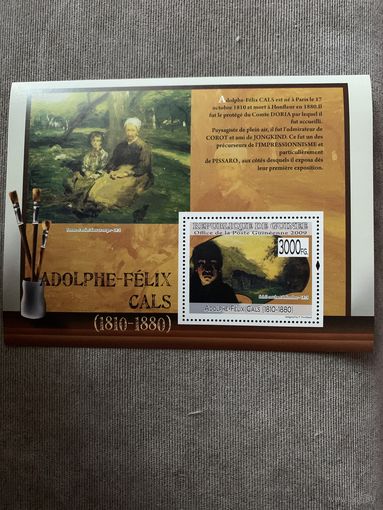 Adolphe-Félix CALS est né à Paris le 17
octobre 1810 et mort à Honfleur en 1880.Il
fut le protégé du Comte DORIA par lequel il
fut accueilli.
Paysagiste de plein air, il fut l'admirateur de
COROT et ami de JONGKIND. Ce fut un des
précurseurs de l'IMPRESSIONNISME et
particulièrement
de PISSARO, aux côtés desquels il exposa dès
leur première exposition.
REPUBLIQUE DE GUINEE
Office de la Poste Guinéenne 2009
3000FG
ADOLPHE-FÉLIX CALS (1810-1880)
ADOLPHE-FÉLIX
CALS
(1810-1880)